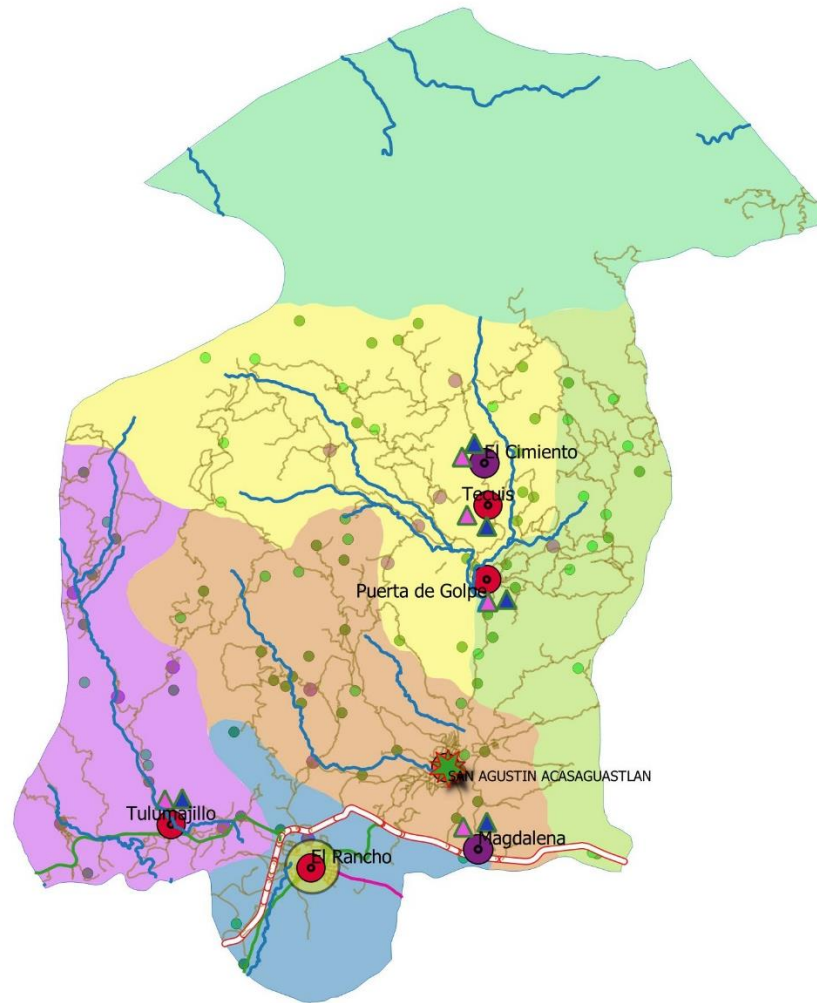 El Cimiento
Tecuis
Puerta de Golpe
SAN AGUSTIN ACASAGUASTLAN
Tulumajillo
Magdalena
El Rancho